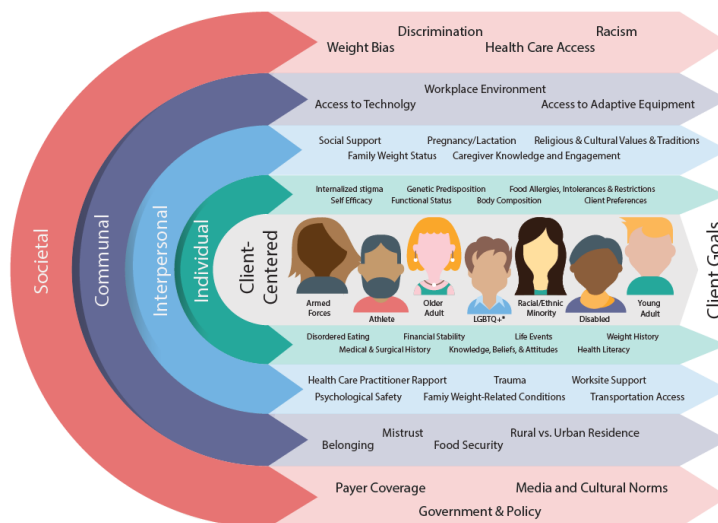 Discrimination Racism
Weight Bias Health Care Access
Workplace Environment
Access to Technolgy Access to Adaptive Equipment
Social Support Pregnancy/Lactation Religious & Cultural Values & Traditions
Family Weight Status Caregiver Knowledge and Engagement
Internalized stigma Genetic Predisposition Food Allergies, Intolerances & Restrictions
Self Efficacy Functional Status Body Composition Client Preferences
Societal
Communal
Interpersonal
Individual
Client-
Centered
Armed
Forces
Athlete
Older
Adult
LGBTQ+*
Racial/Ethnic
Minority
Disabled
Young
Adult
Client Goals
Disordered Eating Financial Stability Life Events Weight History
Medical & Surgical History Knowledge, Beliefs, & Attitudes Health Literacy
Health Care Practitioner Rapport Trauma Worksite Support
Psychological Safety Famiy Weight-Related Conditions Transportation Access
Mistrust Rural vs. Urban Residence
Belonging Food Security
Payer Coverage Media and Cultural Norms
Government & Policy